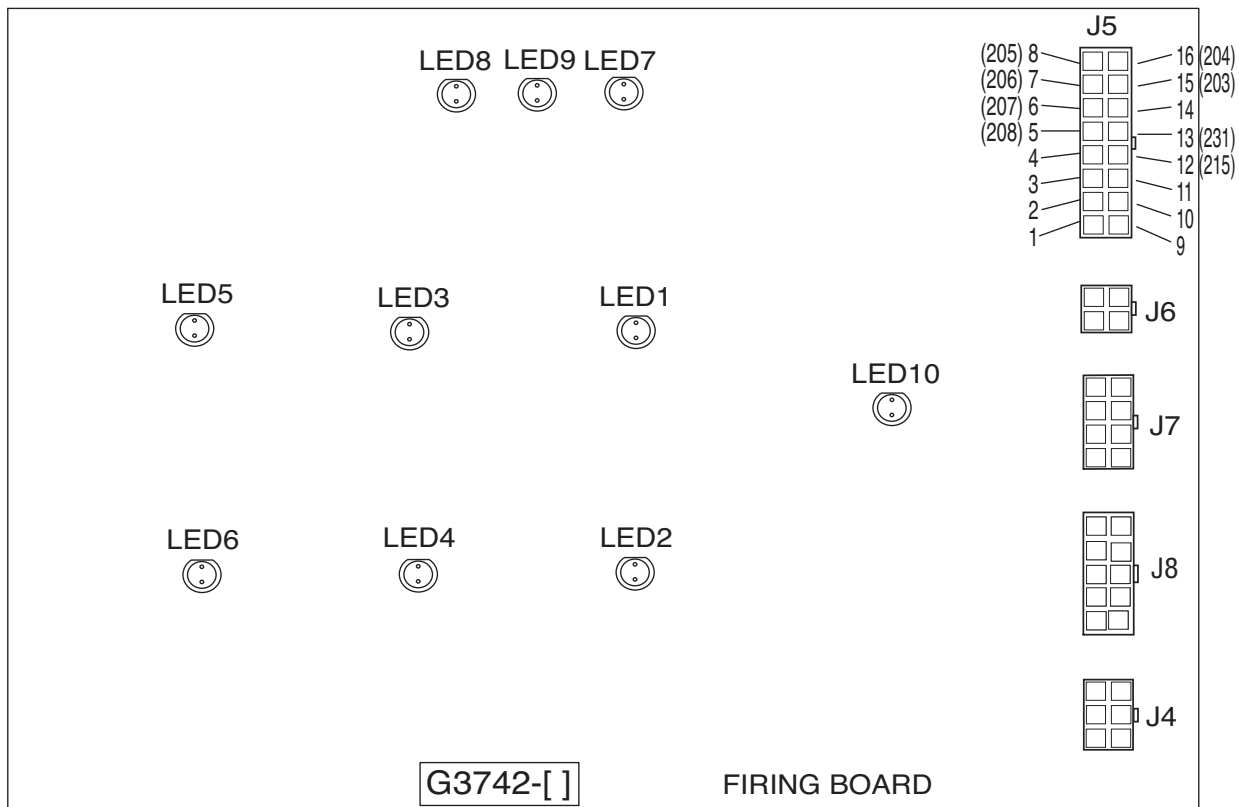 J5
LED8 LED9 LED7
(205) 8 16 (204)
(206) 7 15 (203)
(207) 6 14
(208) 5 13 (231)
4 12 (215)
3 11
2 10
1 9
LED5 LED3 LED1
J6
LED10
J7
LED6 LED4 LED2
J8
J4
G3742-[ ] FIRING BOARD